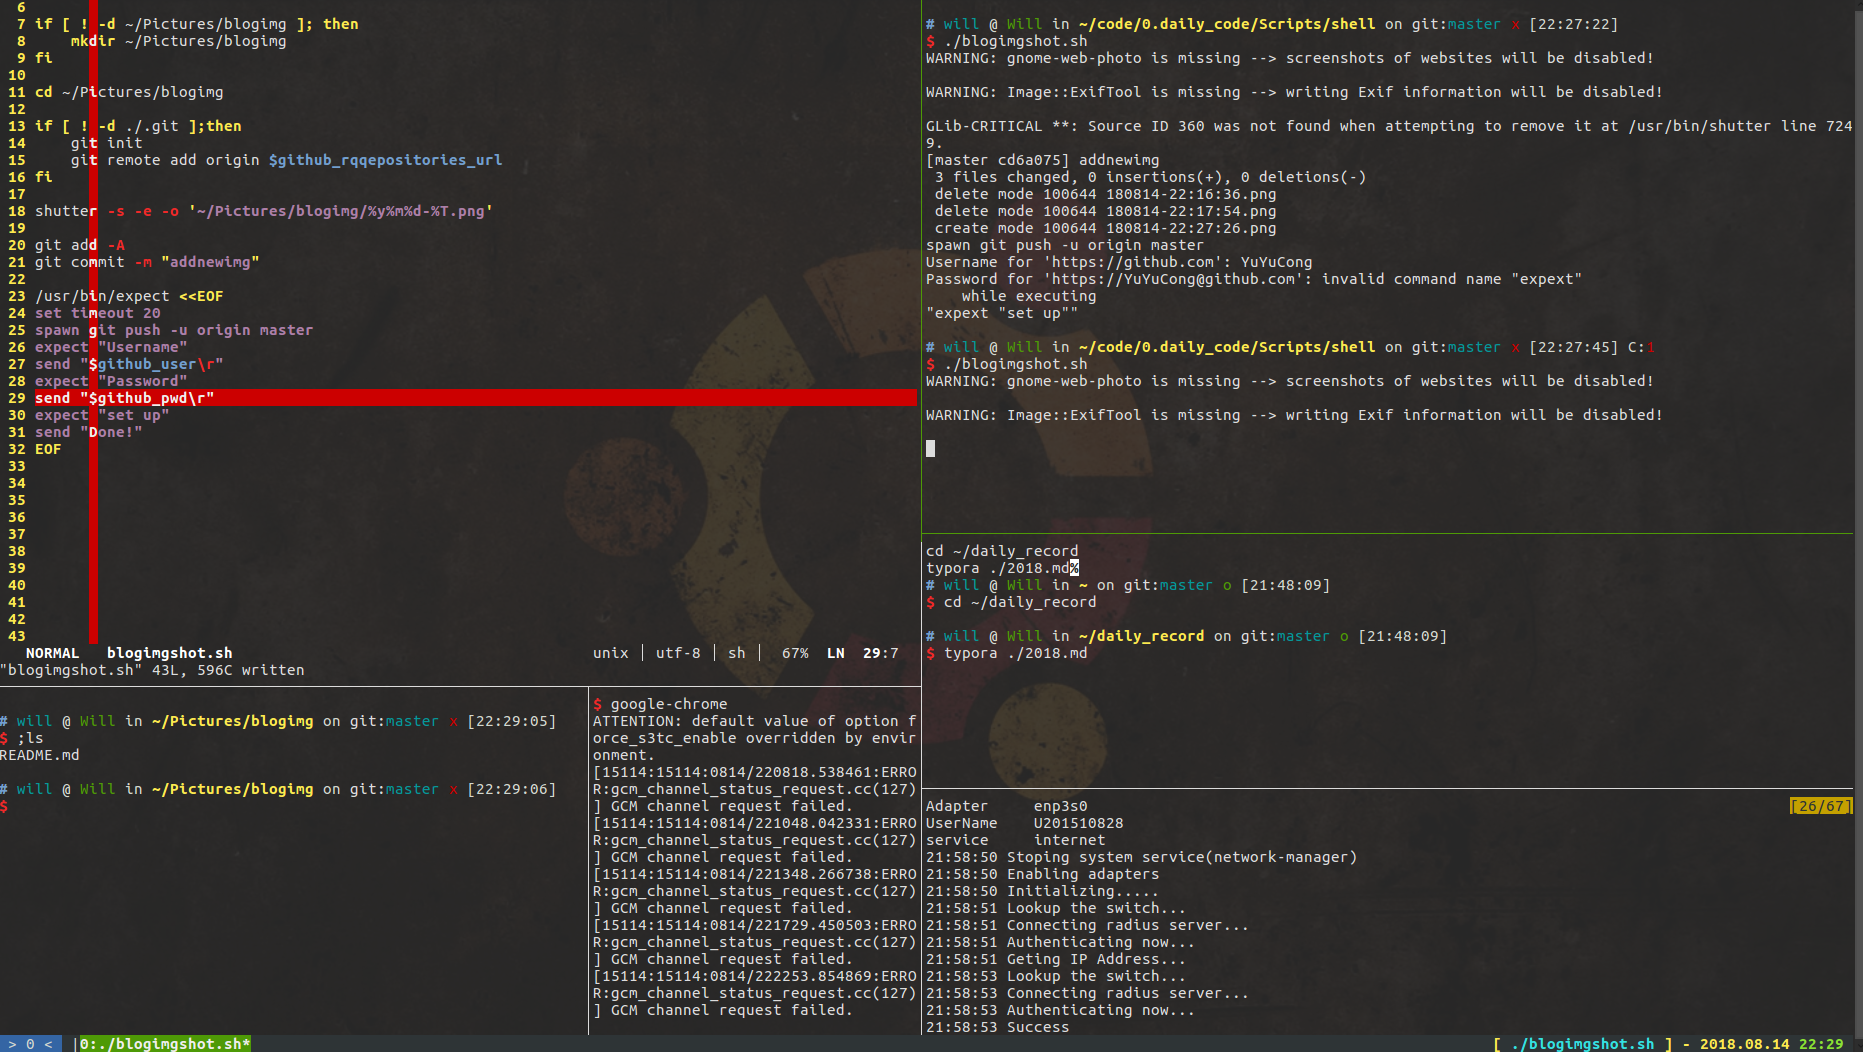 6
7 if [ ! -d ~/Pictures/blogimg ]; then
8     mkdir ~/Pictures/blogimg
9 fi
10
11 cd ~/Pictures/blogimg
12
13 if [ ! -d ./.git ];then
14     git init
15     git remote add origin $github_rqqepositories_url
16 fi
17
18 shutter -s -e -o '~/Pictures/blogimg/%y%m%d-%T.png'
19
20 git add -A
21 git commit -m "addnewimg"
22
23 /usr/bin/expect <<EOF
24 set timeout 20
25 spawn git push -u origin master
26 expect "Username"
27 send "$github_user\r"
28 expect "Password"
29 send "$github_pwd\r"
30 expect "set up"
31 send "Done!"
32 EOF
33
34
35
36
37
38
39
40
41
42
43
NORMAL   blogimgshot.sh   unix | utf-8 | sh |  67%  LN  29:7
"blogimgshot.sh" 43L, 596C written
# will @ Will in ~/code/0.daily_code/Scripts/shell on git:master x [22:27:22]
$ ./blogimgshot.sh
WARNING: gnome-web-photo is missing --> screenshots of websites will be disabled!
WARNING: Image::ExifTool is missing --> writing Exif information will be disabled!
GLib-CRITICAL **: Source ID 360 was not found when attempting to remove it at /usr/bin/shutter line 724
9.
[master cd6a075] addnewimg
 3 files changed, 0 insertions(+), 0 deletions(-)
 delete mode 100644 180814-22:16:36.png
 delete mode 100644 180814-22:17:54.png
 create mode 100644 180814-22:27:26.png
spawn git push -u origin master
Username for 'https://github.com': YuYuCong
Password for 'https://YuYuCong@github.com': invalid command name "expext"
    while executing
"expext "set up""
# will @ Will in ~/code/0.daily_code/Scripts/shell on git:master x [22:27:45] C:1
$ ./blogimgshot.sh
WARNING: gnome-web-photo is missing --> screenshots of websites will be disabled!
WARNING: Image::ExifTool is missing --> writing Exif information will be disabled!
cd ~/daily_record
typora ./2018.md%
# will @ Will in ~ on git:master o [21:48:09]
$ cd ~/daily_record
# will @ Will in ~/daily_record on git:master o [21:48:09]
$ typora ./2018.md
# will @ Will in ~/Pictures/blogimg on git:master x [22:29:05]
$ ;ls
README.md
# will @ Will in ~/Pictures/blogimg on git:master x [22:29:06]
$
$ google-chrome
ATTENTION: default value of option f
orce_s3tc_enable overridden by envir
onment.
[15114:15114:0814/220818.538461:ERRO
R:gcm_channel_status_request.cc(127)
] GCM channel request failed.
[15114:15114:0814/221048.042331:ERRO
R:gcm_channel_status_request.cc(127)
] GCM channel request failed.
[15114:15114:0814/221348.266738:ERRO
R:gcm_channel_status_request.cc(127)
] GCM channel request failed.
[15114:15114:0814/221729.450503:ERRO
R:gcm_channel_status_request.cc(127)
] GCM channel request failed.
[15114:15114:0814/222253.854869:ERRO
R:gcm_channel_status_request.cc(127)
] GCM channel request failed.
Adapter     enp3s0 [26/67]
UserName    U201510828
service     internet
21:58:50 Stoping system service(network-manager)
21:58:50 Enabling adapters
21:58:50 Initializing.....
21:58:51 Lookup the switch...
21:58:51 Connecting radius server...
21:58:51 Authenticating now...
21:58:51 Geting IP Address...
21:58:53 Lookup the switch...
21:58:53 Connecting radius server...
21:58:53 Authenticating now...
21:58:53 Success
> 0 < |0:./blogimgshot.sh* [ ./blogimgshot.sh ] - 2018.08.14 22:29